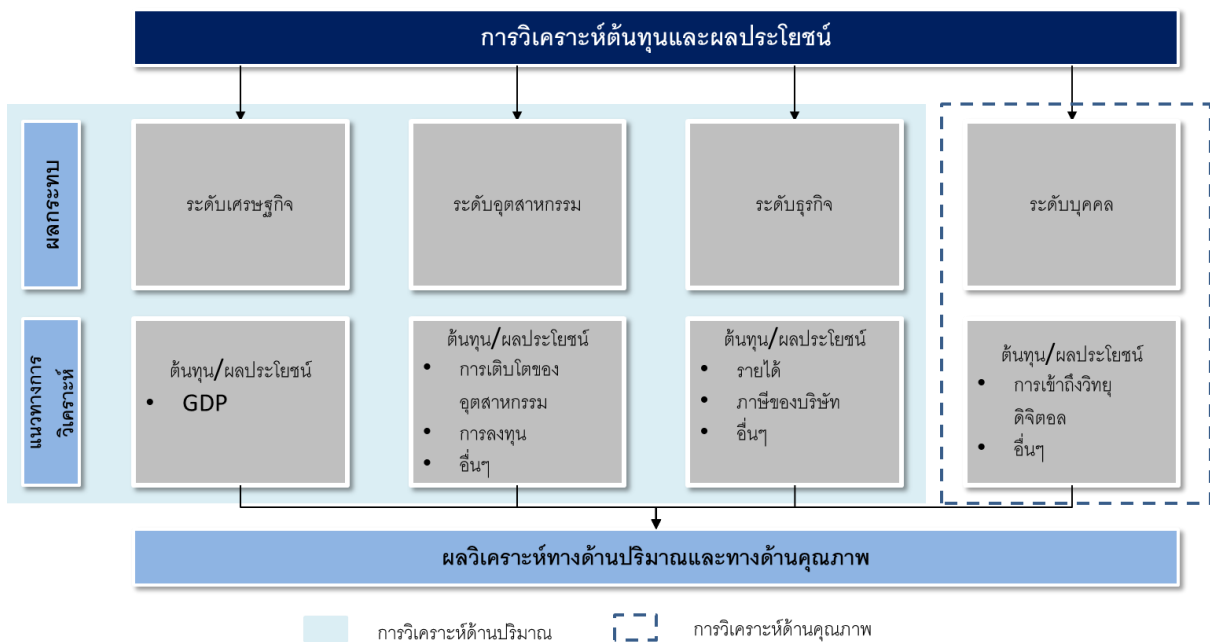 การวิเคราะห์ต้นทุนและผลประโยชน์
ผลกระทบ
ระดับเศรษฐกิจ
ระดับอุตสาหกรรม
ระดับธุรกิจ
ระดับบุคคล
แนวทางการ
วิเคราะห์
ต้นทุน/ผลประโยชน์
• GDP
ต้นทุน/ผลประโยชน์
• การเติบโตของ
อุตสาหกรรม
• การลงทุน
• อื่นๆ
ต้นทุน/ผลประโยชน์
• รายได้
• ภาษีของบริษัท
• อื่นๆ
ต้นทุน/ผลประโยชน์
• การเข้าถึงวิทยุ
ดิจิตอล
• อื่นๆ
ผลวิเคราะห์ทางด้านปริมาณและทางด้านคุณภาพ
การวิเคราะห์ด้านปริมาณ
การวิเคราะห์ด้านคุณภาพ